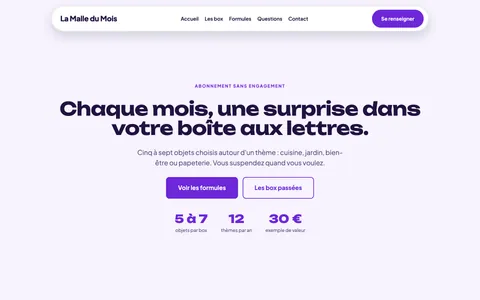 La Malle du Mois
Accueil Les box Formules Questions Contact
Se renseigner
ABONNEMENT SANS ENGAGEMENT
Chaque mois, une surprise dans
votre boîte aux lettres.
Cinq à sept objets choisis autour d'un thème : cuisine, jardin, bien-
être ou papeterie. Vous suspendez quand vous voulez.
Voir les formules Les box passées
5 à 7 12 30 €
objets par box thèmes par an exemple de valeur